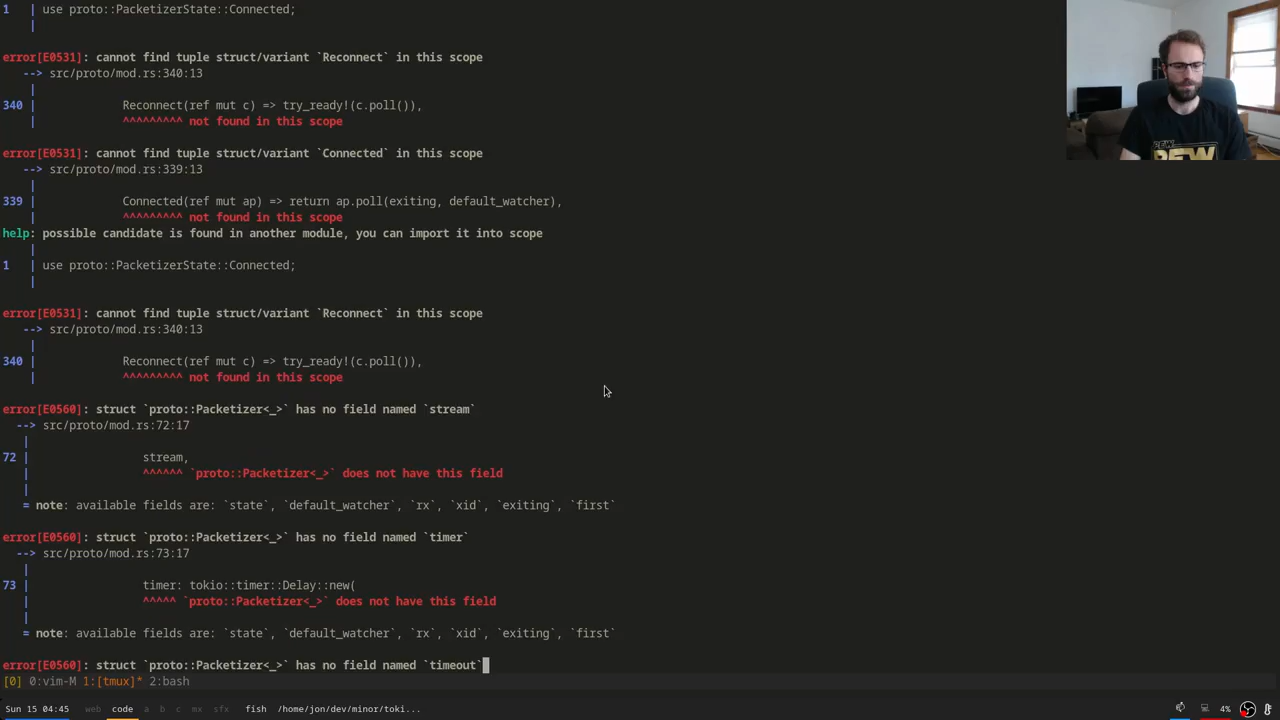 1   | use proto::PacketizerState::Connected;
    |
error[E0531]: cannot find tuple struct/variant `Reconnect` in this scope
   --> src/proto/mod.rs:340:13
    |
340 |             Reconnect(ref mut c) => try_ready!(c.poll()),
    |             ^^^^^^^^^ not found in this scope
error[E0531]: cannot find tuple struct/variant `Connected` in this scope
   --> src/proto/mod.rs:339:13
    |
339 |             Connected(ref mut ap) => return ap.poll(exiting, default_watcher),
    |             ^^^^^^^^^ not found in this scope
help: possible candidate is found in another module, you can import it into scope
    |
1   | use proto::PacketizerState::Connected;
    |
error[E0531]: cannot find tuple struct/variant `Reconnect` in this scope
   --> src/proto/mod.rs:340:13
    |
340 |             Reconnect(ref mut c) => try_ready!(c.poll()),
    |             ^^^^^^^^^ not found in this scope
error[E0560]: struct `proto::Packetizer<_>` has no field named `stream`
  --> src/proto/mod.rs:72:17
   |
72 |                 stream,
   |                 ^^^^^^ `proto::Packetizer<_>` does not have this field
   |
   = note: available fields are: `state`, `default_watcher`, `rx`, `xid`, `exiting`, `first`
error[E0560]: struct `proto::Packetizer<_>` has no field named `timer`
  --> src/proto/mod.rs:73:17
   |
73 |                 timer: tokio::timer::Delay::new(
   |                 ^^^^^ `proto::Packetizer<_>` does not have this field
   |
   = note: available fields are: `state`, `default_watcher`, `rx`, `xid`, `exiting`, `first`
error[E0560]: struct `proto::Packetizer<_>` has no field named `timeout`
[0] 0:vim-M 1:[tmux]* 2:bash
Sun 15 04:45 web code a b c mx sfx fish /home/jon/dev/minor/toki... 4%
PEW
PEW